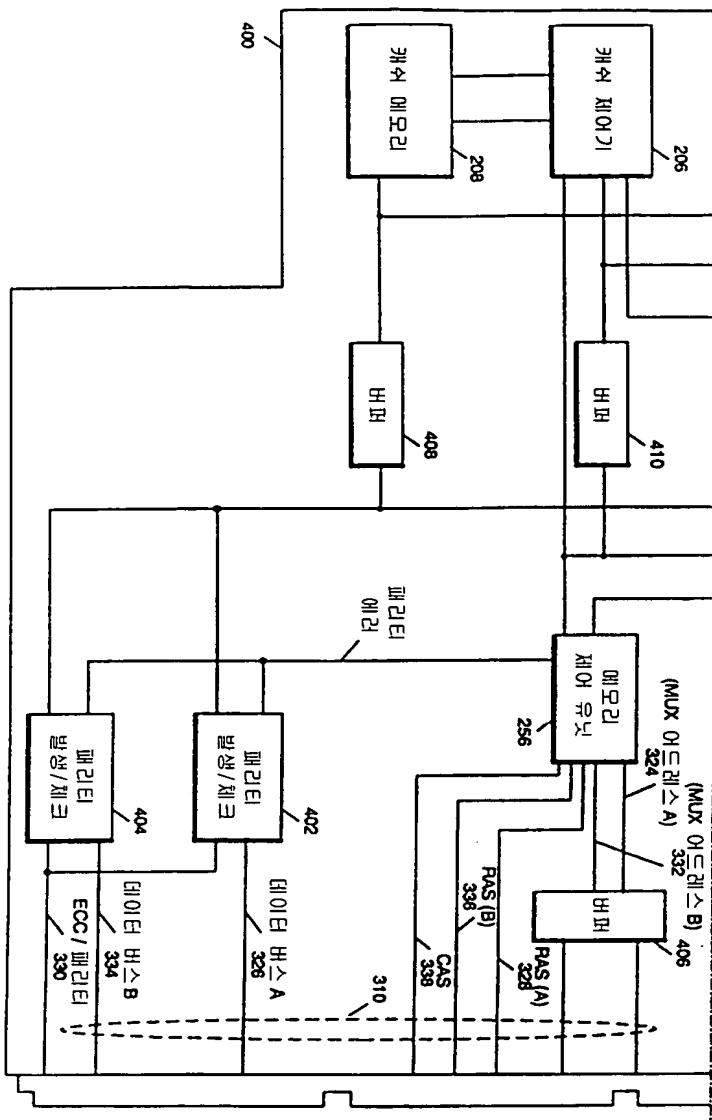 400
캐쉬 메모리
208
캐쉬 제어기
206
버퍼
408
버퍼
410
패리티
에러
메모리
제어 유닛
256
패리티
발생/체크
404
패리티
발생/체크
402
(MUX 어드레스 A)
324
(MUX 어드레스 B)
332
버퍼
406
ECC / 패리티
330
데이터 버스B
334
데이터 버스 A
326
CAS
338
RAS (B)
336
RAS (A)
328
310